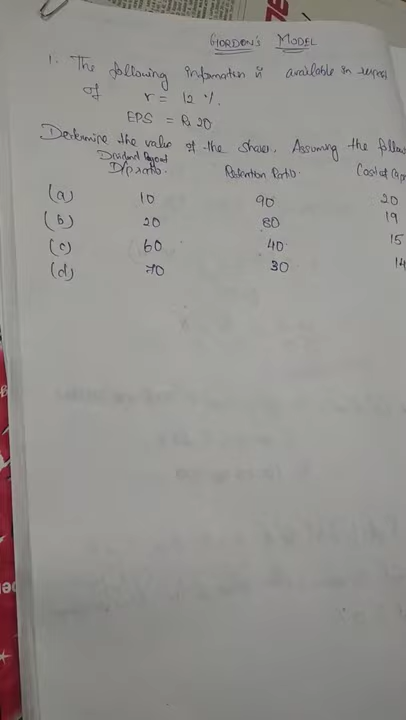 GORDON'S MODEL
1. The following information is available in respect
of r = 12 %.
EPS = Rs 20
Determine the value of the shares. Assuming the follow
Dividend Payout
D/P ratio. Retention Ratio. Cost of Cap
(a) 10 90 20
(b) 20 80 19
(c) 60 40 15
(d) 70 30 14